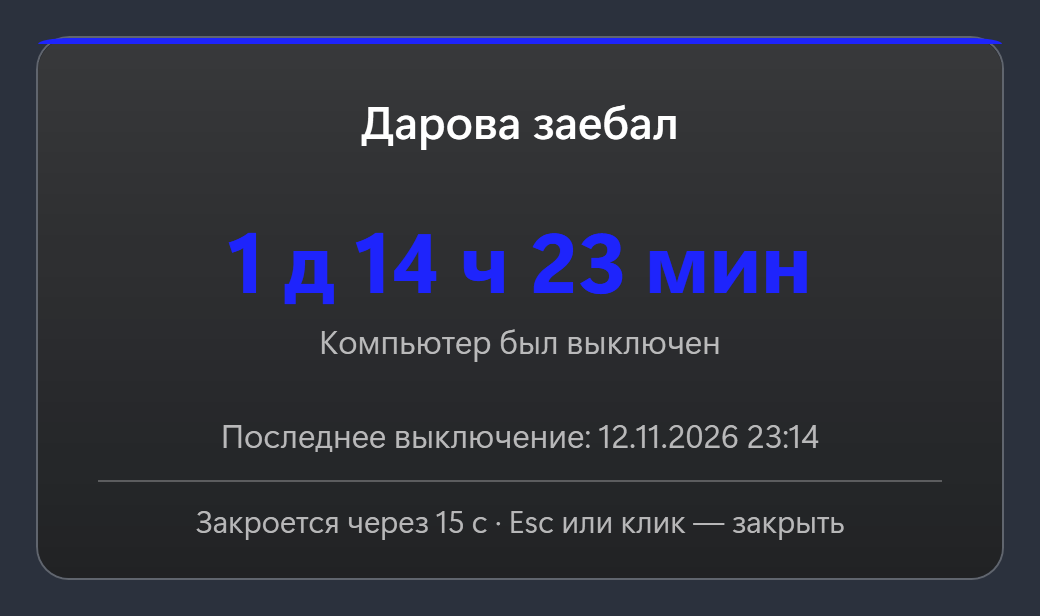 Дарова заебал
1 д 14 ч 23 мин
Компьютер был выключен
Последнее выключение: 12.11.2026 23:14
Закроется через 15 с · Esc или клик — закрыть